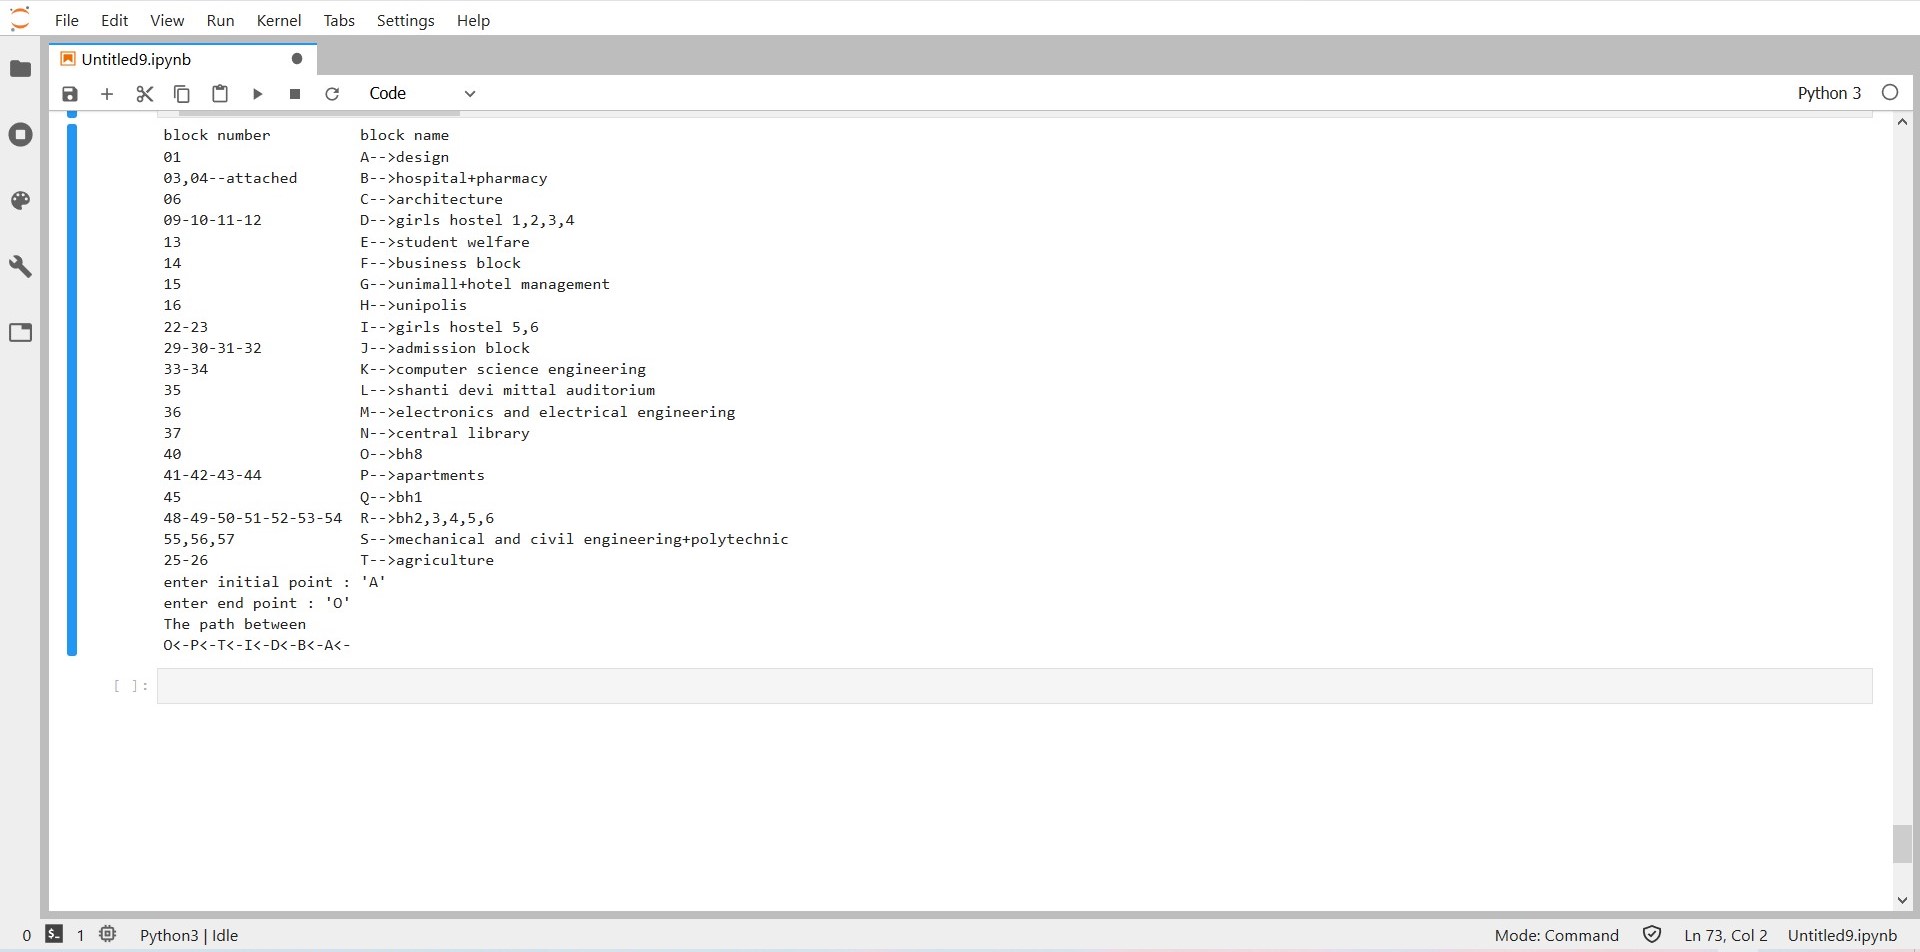 File Edit View Run Kernel Tabs Settings Help
Untitled9.ipynb
Code Python 3
block number block name
01 A-->design
03,04--attached B-->hospital+pharmacy
06 C-->architecture
09-10-11-12 D-->girls hostel 1,2,3,4
13 E-->student welfare
14 F-->business block
15 G-->unimall+hotel management
16 H-->unipolis
22-23 I-->girls hostel 5,6
29-30-31-32 J-->admission block
33-34 K-->computer science engineering
35 L-->shanti devi mittal auditorium
36 M-->electronics and electrical engineering
37 N-->central library
40 O-->bh8
41-42-43-44 P-->apartments
45 Q-->bh1
48-49-50-51-52-53-54 R-->bh2,3,4,5,6
55,56,57 S-->mechanical and civil engineering+polytechnic
25-26 T-->agriculture
enter initial point : 'A'
enter end point : 'O'
The path between
O<-P<-T<-I<-D<-B<-A<-
[ ]:
0 $_ 1 Python3 | Idle Mode: Command Ln 73, Col 2 Untitled9.ipynb